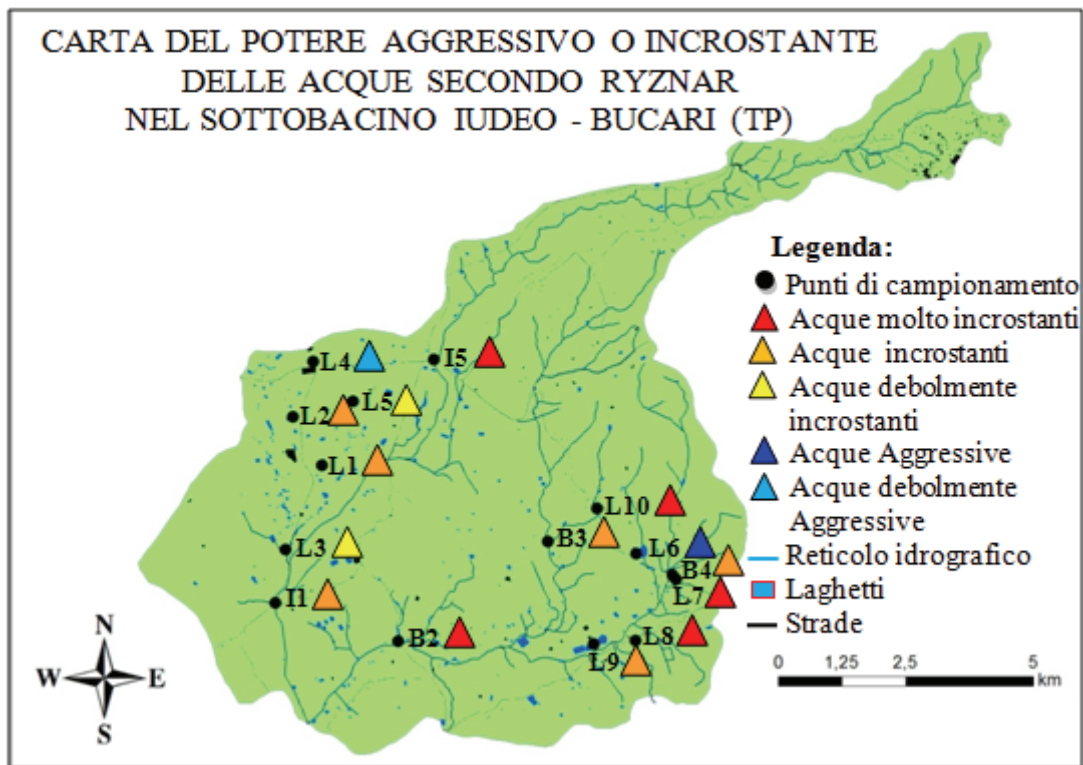 CARTA DEL POTERE AGGRESSIVO O INCROSTANTE
DELLE ACQUE SECONDO RYZNAR
NEL SOTTOBACINO IUDEO - BUCARI (TP)
Legenda:
Punti di campionamento
Acque molto incrostanti
Acque incrostanti
Acque debolmente
incrostanti
Acque Aggressive
Acque debolmente
Aggressive
Reticolo idrografico
Laghetti
Strade
0 1,25 2,5 5
km
L4
I5
L5
L2
L1
L10
B3
L3
L6
B4
L7
I1
B2
L8
L9
N
W E
S